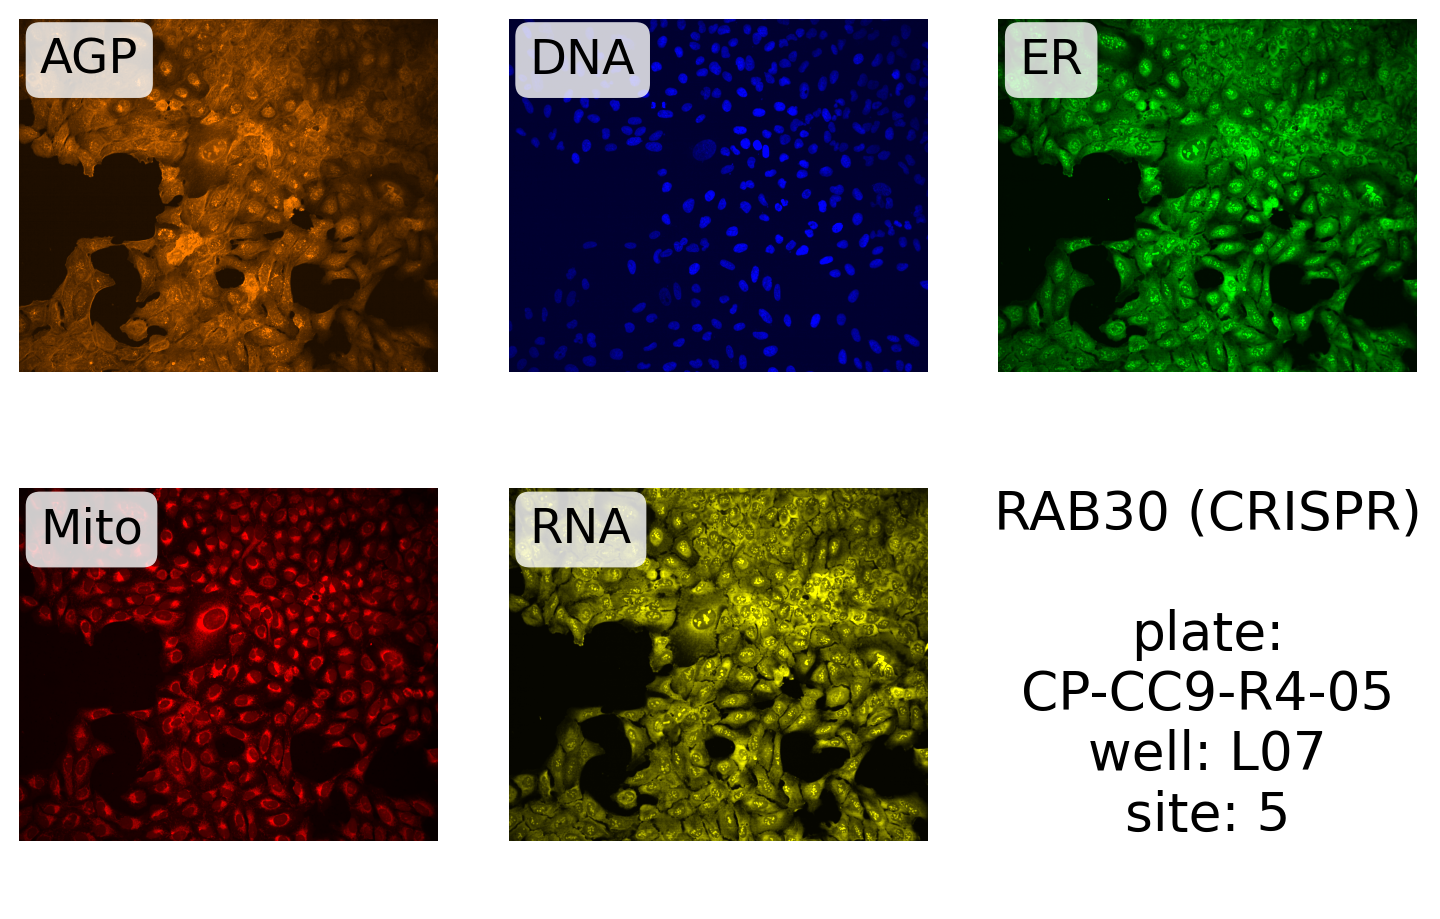 AGP
DNA
ER
Mito
RNA
RAB30 (CRISPR)
plate:
CP-CC9-R4-05
well: L07
site: 5